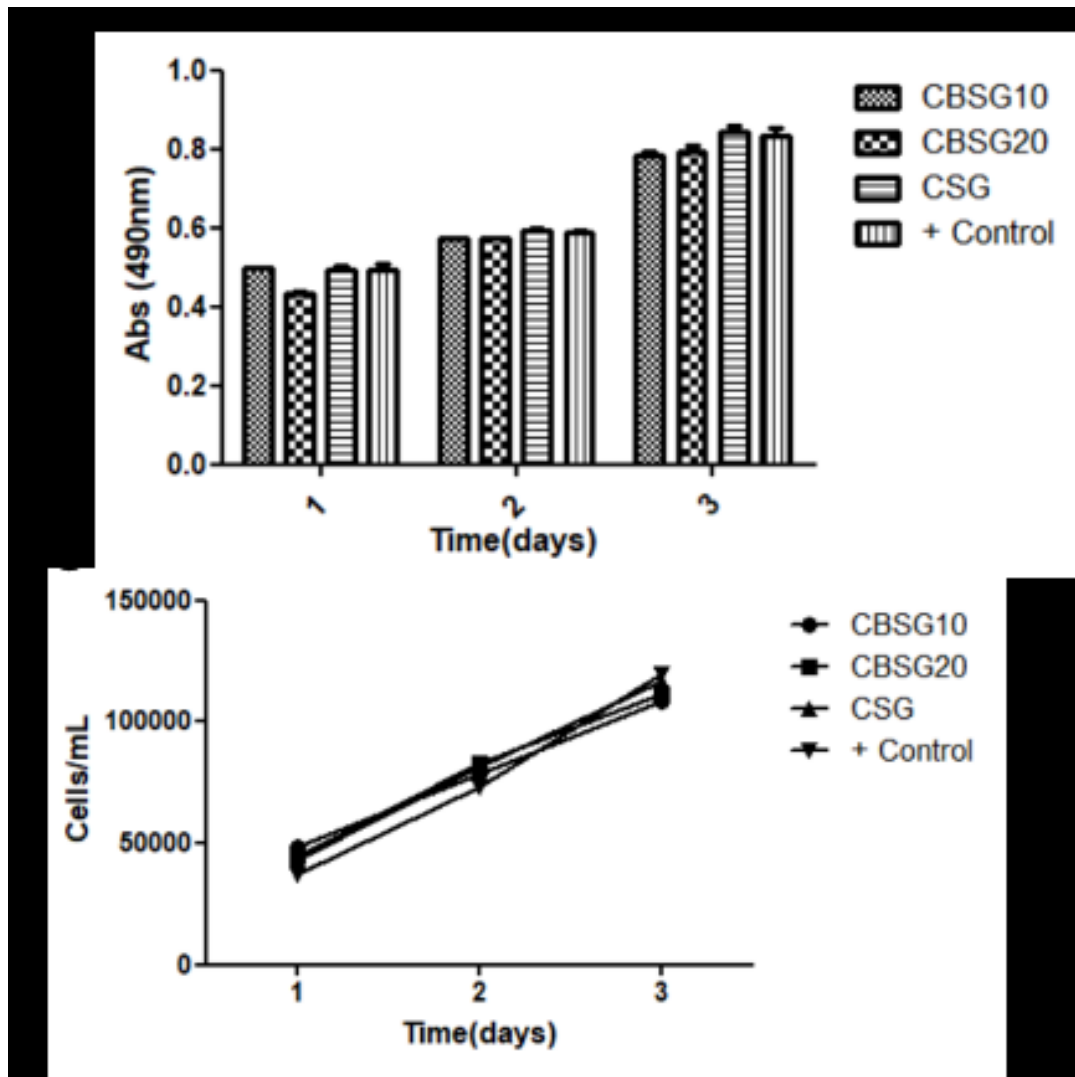 1.0
0.8
0.6
0.4
0.2
0.0
Abs (490nm)
1 2 3
Time(days)
CBSG10
CBSG20
CSG
+ Control
150000
100000
50000
0
Cells/mL
1 2 3
Time(days)
CBSG10
CBSG20
CSG
+ Control